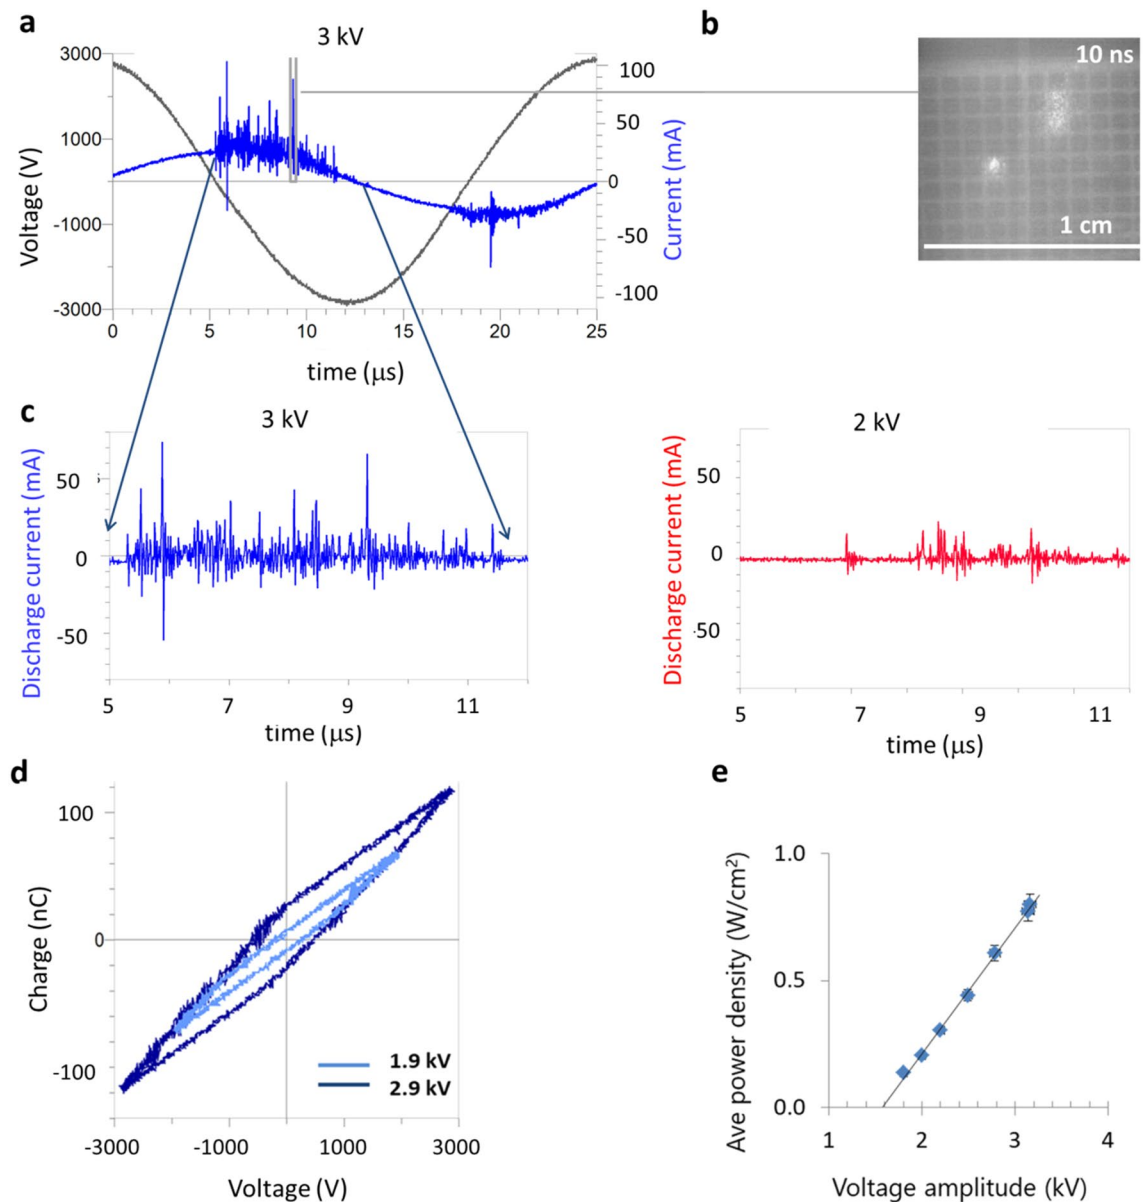 a
3 kV
3000
1000
-1000
-3000
Voltage (V)
100
50
0
-50
-100
Current (mA)
0
5
10
15
20
25
time (μs)
b
10 ns
1 cm
c
3 kV
Discharge current (mA)
50
0
-50
5
7
9
11
time (μs)
2 kV
Discharge current (mA)
50
0
-50
5
7
9
11
time (μs)
d
Charge (nC)
100
0
-100
1.9 kV
2.9 kV
-3000
-1000
1000
3000
Voltage (V)
e
Ave power density (W/cm²)
1.0
0.5
0.0
1
2
3
4
Voltage amplitude (kV)